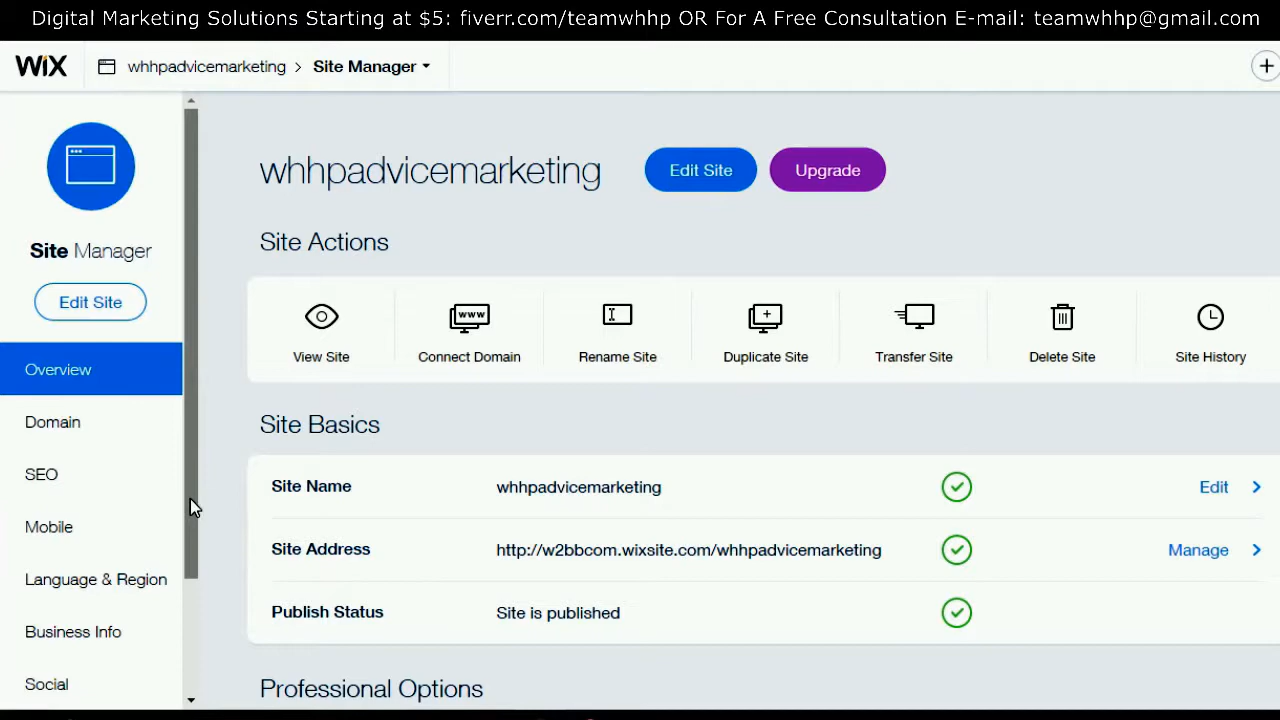 Digital Marketing Solutions Starting at $5: fiverr.com/teamwhhp OR For A Free Consultation E-mail: teamwhhp@gmail.com
WiX whhpadvicemarketing > Site Manager
whhpadvicemarketing Edit Site Upgrade
Site Manager
Edit Site
Overview
Domain
SEO
Mobile
Language & Region
Business Info
Social
Site Actions
www
View Site Connect Domain Rename Site Duplicate Site Transfer Site Delete Site Site History
Site Basics
Site Name whhpadvicemarketing Edit >
Site Address http://w2bbcom.wixsite.com/whhpadvicemarketing Manage >
Publish Status Site is published
Professional Options